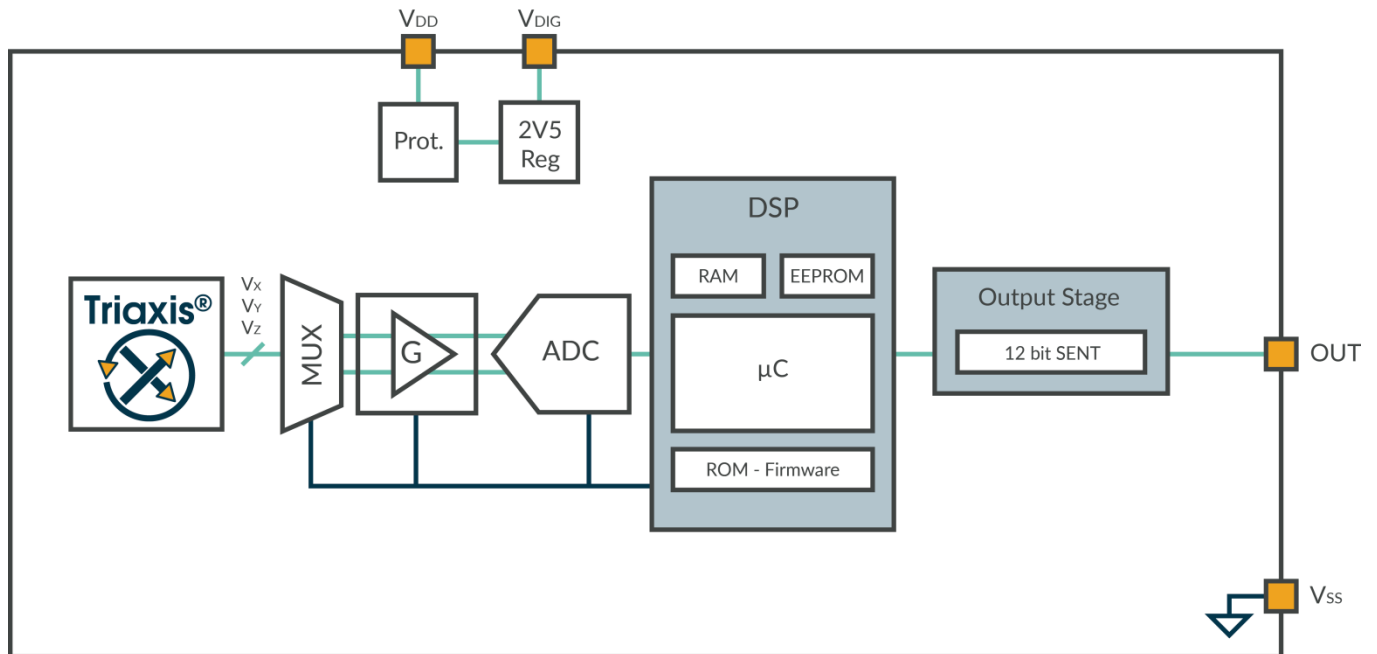 VDD
VDIG
Prot.
2V5
Reg
DSP
RAM
EEPROM
Triaxis®
VX
VY
VZ
MUX
G
ADC
µC
ROM - Firmware
Output Stage
12 bit SENT
OUT
VSS